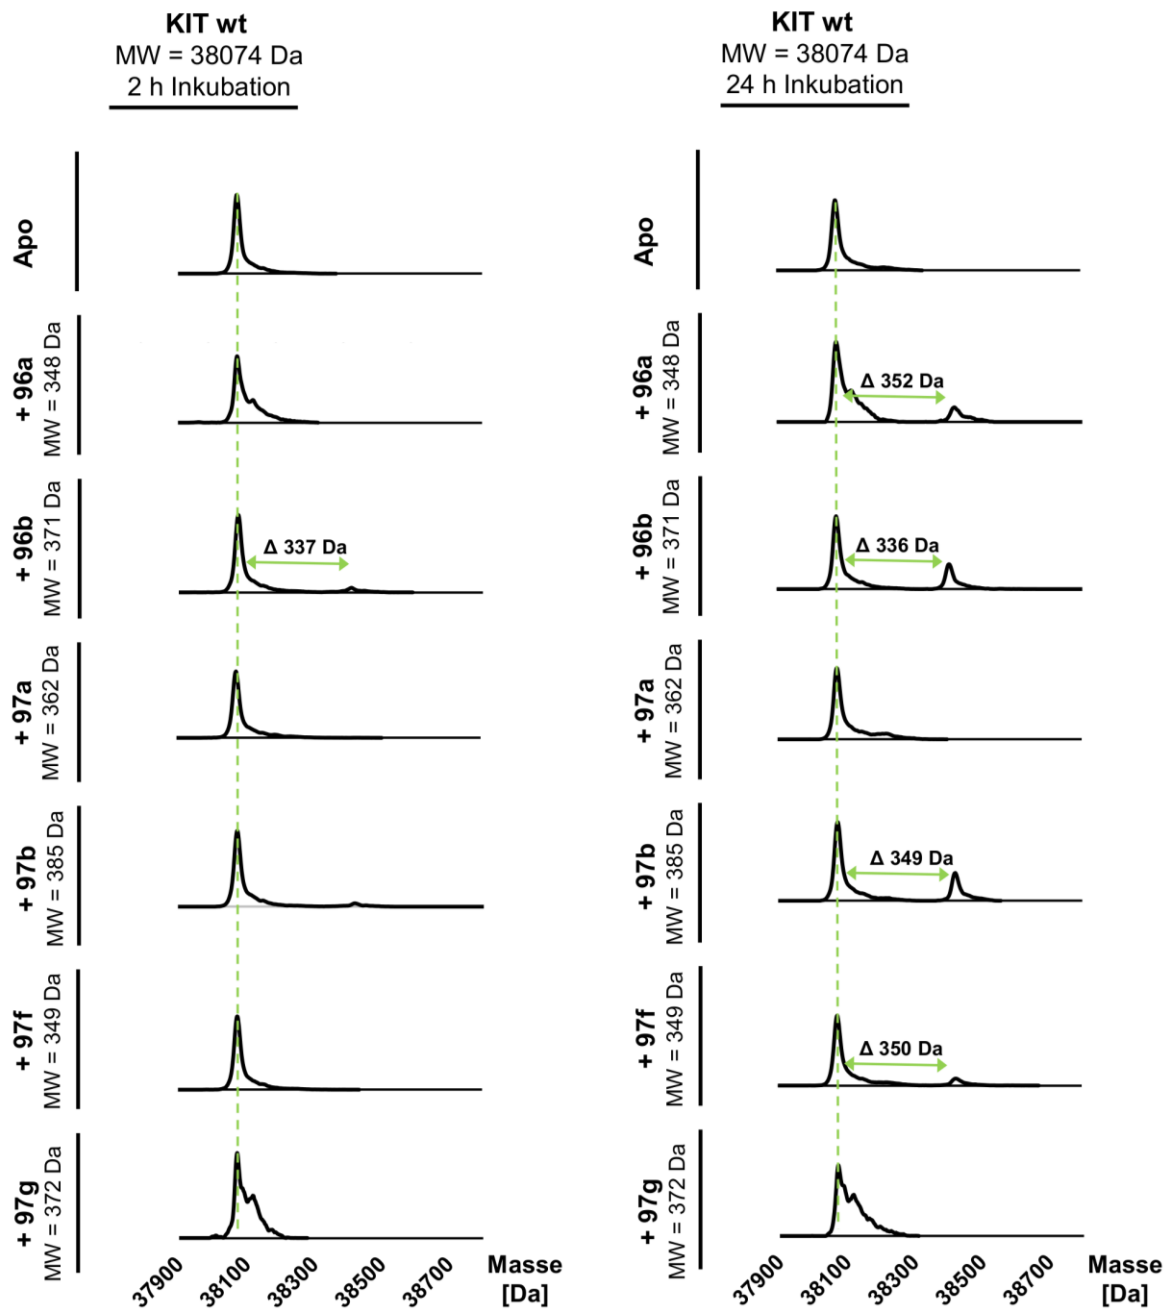 KIT wt
MW = 38074 Da
2 h Inkubation
Apo
+ 96a
MW = 348 Da
+ 96b
MW = 371 Da
Δ 337 Da
+ 97a
MW = 362 Da
+ 97b
MW = 385 Da
+ 97f
MW = 349 Da
+ 97g
MW = 372 Da
37900
38100
38300
38500
38700
Masse
[Da]
KIT wt
MW = 38074 Da
24 h Inkubation
Apo
+ 96a
MW = 348 Da
Δ 352 Da
+ 96b
MW = 371 Da
Δ 336 Da
+ 97a
MW = 362 Da
+ 97b
MW = 385 Da
Δ 349 Da
+ 97f
MW = 349 Da
Δ 350 Da
+ 97g
MW = 372 Da
37900
38100
38300
38500
38700
Masse
[Da]